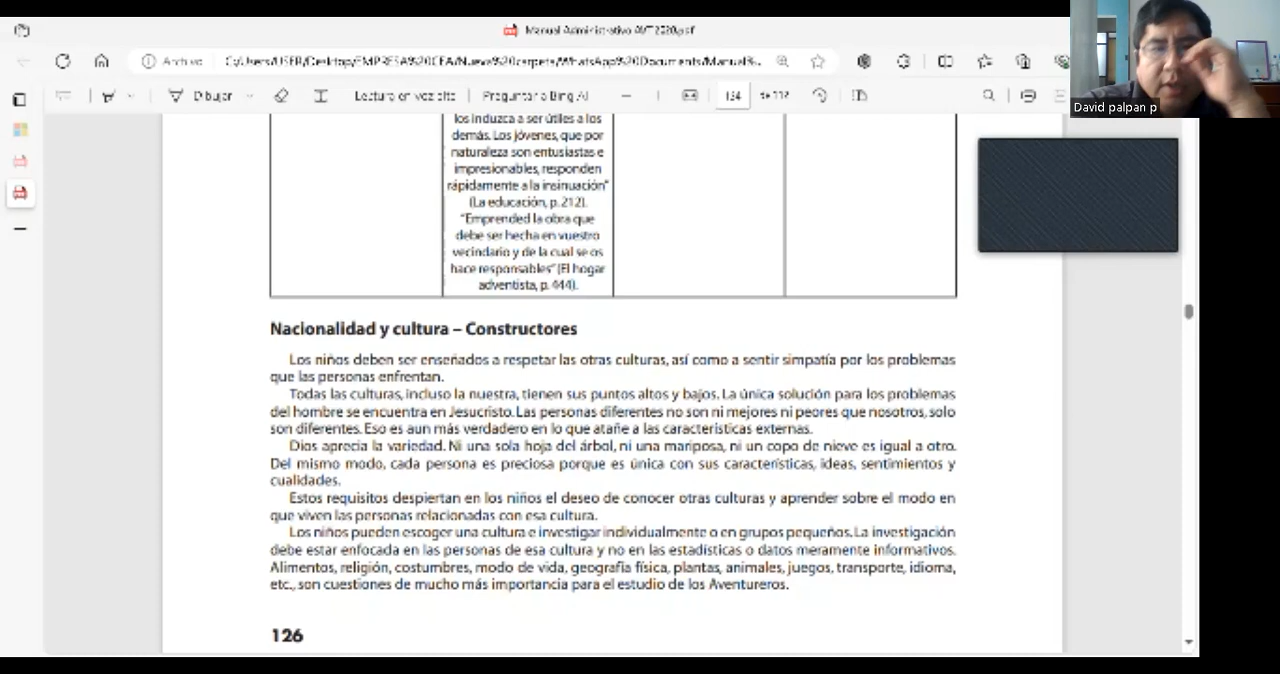 Manual Administrativo AVT 2020.pdf
Archivo
C:/Users/USER/Desktop/EMPRESA%20CEA/Nueva%20carpeta/WhatsApp%20Documents/Manual%...
Dibujar
Lectura en voz alta
Preguntar a Bing AI
134
David palpan p
los induzca a ser útiles a los
demás. Los jóvenes, que por
naturaleza son entusiastas e
impresionables, responden
rápidamente a la insinuación"
(La educación, p. 212).
"Emprended la obra que
debe ser hecha en vuestro
vecindario y de la cual se os
hace responsables" (El hogar
adventista, p. 444).
Nacionalidad y cultura – Constructores
Los niños deben ser enseñados a respetar las otras culturas, así como a sentir simpatía por los problemas
que las personas enfrentan.
Todas las culturas, incluso la nuestra, tienen sus puntos altos y bajos. La única solución para los problemas
del hombre se encuentra en Jesucristo. Las personas diferentes no son ni mejores ni peores que nosotros, solo
son diferentes. Eso es aun más verdadero en lo que atañe a las características externas.
Dios aprecia la variedad. Ni una sola hoja del árbol, ni una mariposa, ni un copo de nieve es igual a otro.
Del mismo modo, cada persona es preciosa porque es única con sus características, ideas, sentimientos y
cualidades.
Estos requisitos despiertan en los niños el deseo de conocer otras culturas y aprender sobre el modo en
que viven las personas relacionadas con esa cultura.
Los niños pueden escoger una cultura e investigar individualmente o en grupos pequeños. La investigación
debe estar enfocada en las personas de esa cultura y no en las estadísticas o datos meramente informativos.
Alimentos, religión, costumbres, modo de vida, geografía física, plantas, animales, juegos, transporte, idioma,
etc., son cuestiones de mucho más importancia para el estudio de los Aventureros.
126